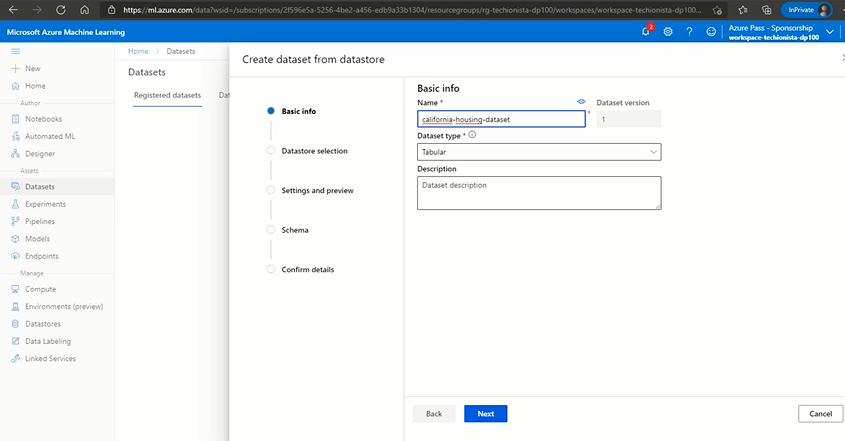 https://ml.azure.com/data?wsid=/subscriptions/2f596e5a-5256-4be2-a456-edb9a33b1304/resourcegroups/rg-techionista-dp100/workspaces/workspace-techionista-dp100...
InPrivate
Microsoft Azure Machine Learning
2
Azure Pass - Sponsorship
workspace-techionista-dp100
New
Home
Author
Notebooks
Automated ML
Designer
Assets
Datasets
Experiments
Pipelines
Models
Endpoints
Manage
Compute
Environments (preview)
Datastores
Data Labeling
Linked Services
Home > Datasets
Datasets
Registered datasets
Dat
Create dataset from datastore
Basic info
Datastore selection
Settings and preview
Schema
Confirm details
Basic info
Name *
Dataset version
california-housing-dataset *
1
Dataset type *
Tabular
Description
Dataset description
Back
Next
Cancel